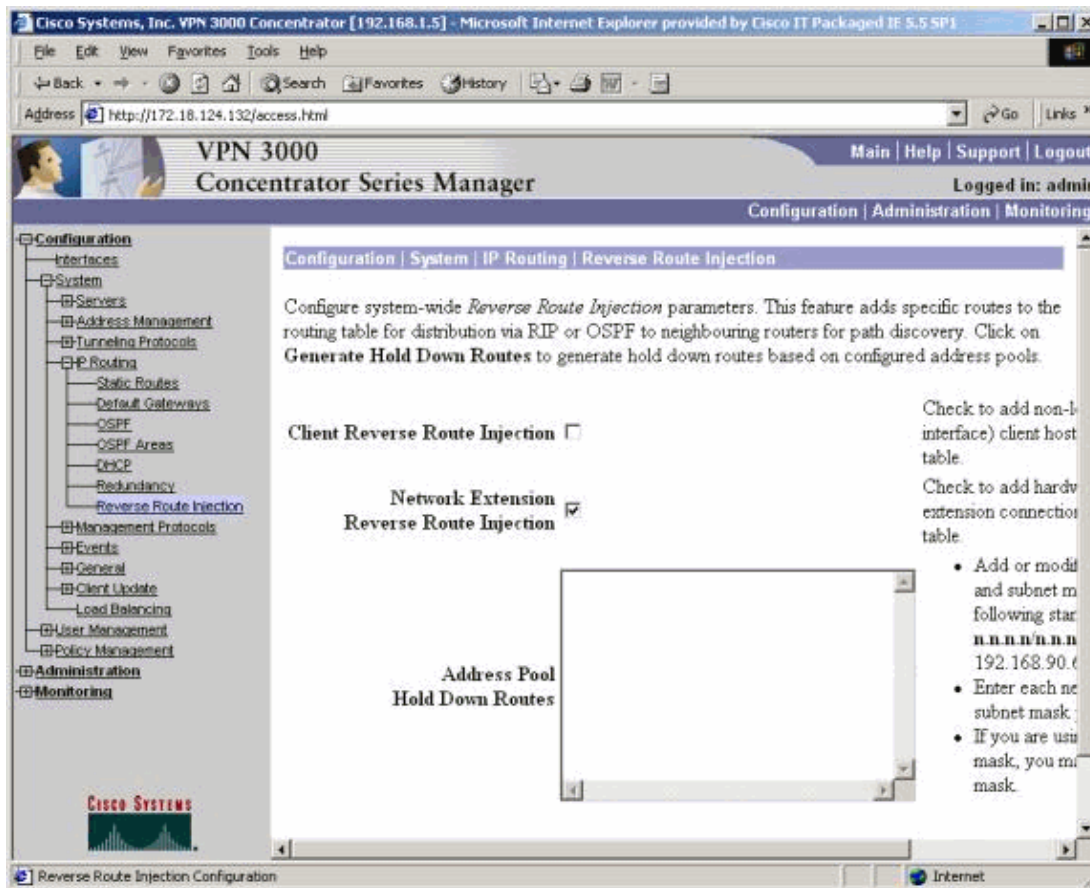 Cisco Systems, Inc. VPN 3000 Concentrator [192.168.1.5] - Microsoft Internet Explorer provided by Cisco IT Packaged IE 5.5 SP1
File Edit View Favorites Tools Help
Back Search Favorites History
Address http://172.18.124.132/access.html Go Links
VPN 3000
Concentrator Series Manager
Main | Help | Support | Logout
Logged in: admin
Configuration | Administration | Monitoring
Configuration
Interfaces
System
Servers
Address Management
Tunneling Protocols
IP Routing
Static Routes
Default Gateways
OSPF
OSPF Areas
DHCP
Redundancy
Reverse Route Injection
Management Protocols
Events
General
Client Update
Load Balancing
User Management
Policy Management
Administration
Monitoring
CISCO SYSTEMS
Configuration | System | IP Routing | Reverse Route Injection
Configure system-wide Reverse Route Injection parameters. This feature adds specific routes to the
routing table for distribution via RIP or OSPF to neighbouring routers for path discovery. Click on
Generate Hold Down Routes to generate hold down routes based on configured address pools.
Client Reverse Route Injection
Check to add non-l
interface) client host
table.
Network Extension
Reverse Route Injection
Check to add hardw
extension connection
table.
Address Pool
Hold Down Routes
• Add or modif
and subnet m
following star
n.n.n.n/n.n.n
192.168.90.6
• Enter each ne
subnet mask
• If you are usi
mask, you ma
mask.
Reverse Route Injection Configuration
Internet